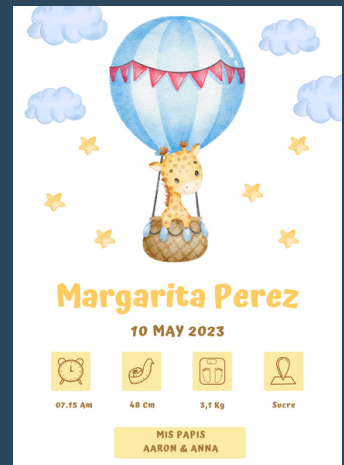 Margarita Perez
10 MAY 2023
07.15 Am 48 Cm 3,1 Kg Sucre
MIS PAPIS
AARON & ANNA